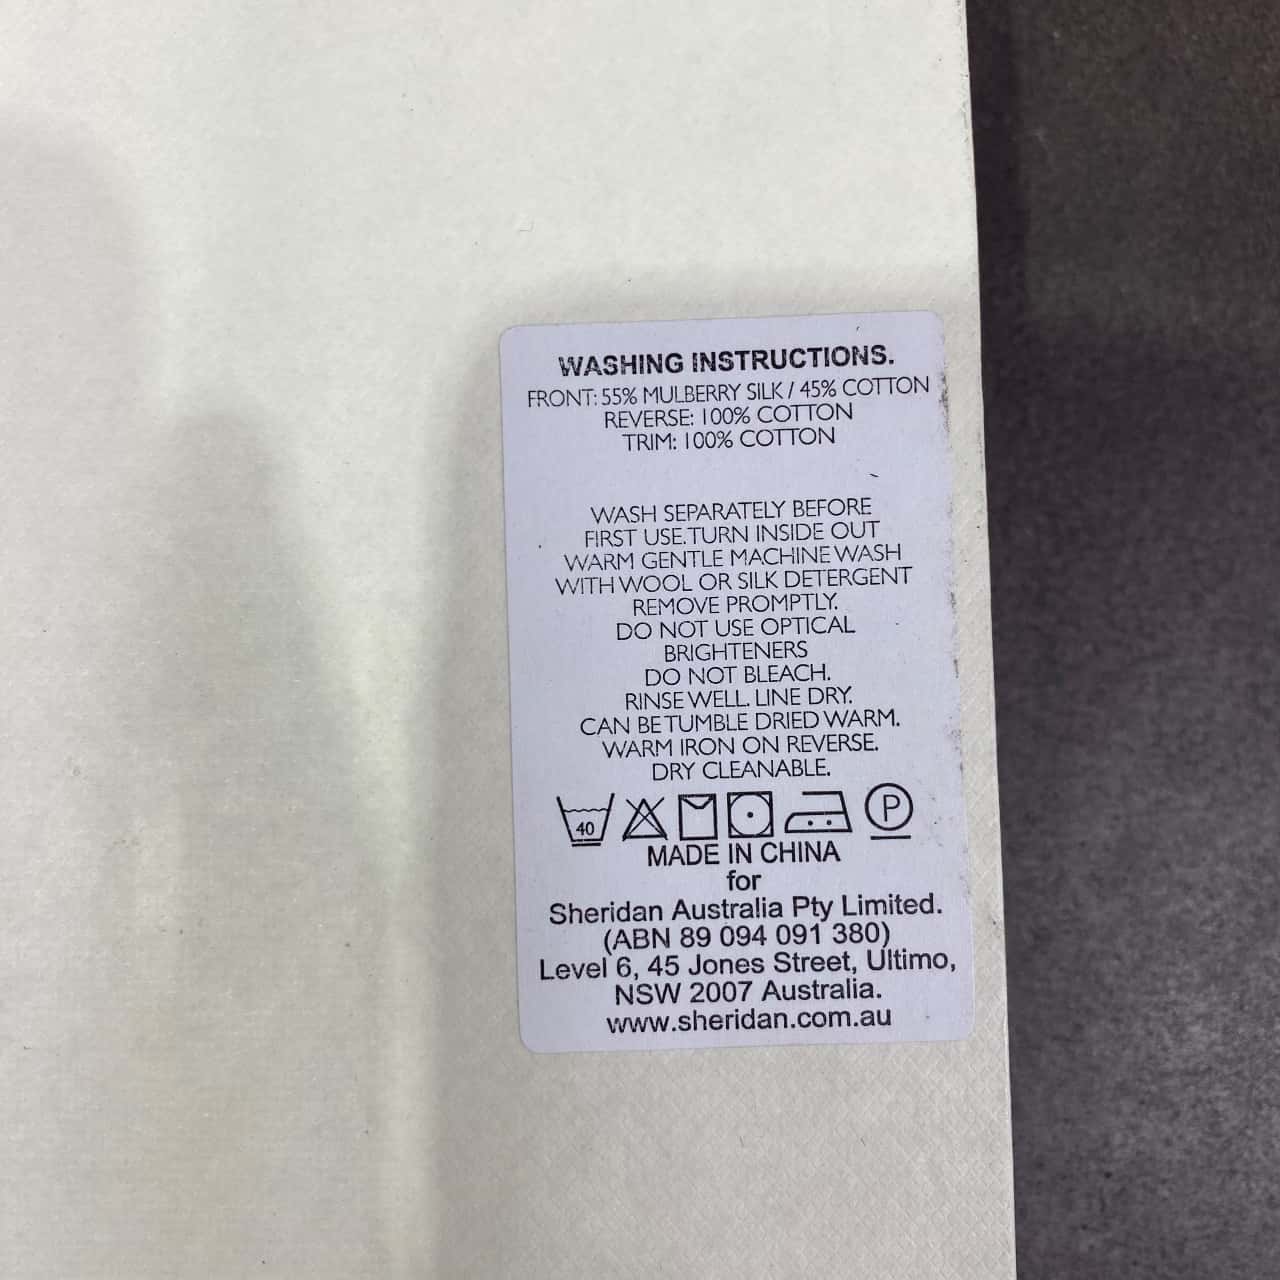 WASHING INSTRUCTIONS.
FRONT: 55% MULBERRY SILK / 45% COTTON
REVERSE: 100% COTTON
TRIM: 100% COTTON
WASH SEPARATELY BEFORE
FIRST USE. TURN INSIDE OUT
WARM GENTLE MACHINE WASH
WITH WOOL OR SILK DETERGENT
REMOVE PROMPTLY.
DO NOT USE OPTICAL
BRIGHTENERS
DO NOT BLEACH.
RINSE WELL. LINE DRY.
CAN BE TUMBLE DRIED WARM.
WARM IRON ON REVERSE.
DRY CLEANABLE.
40 P
MADE IN CHINA
for
Sheridan Australia Pty Limited.
(ABN 89 094 091 380)
Level 6, 45 Jones Street, Ultimo,
NSW 2007 Australia.
www.sheridan.com.au